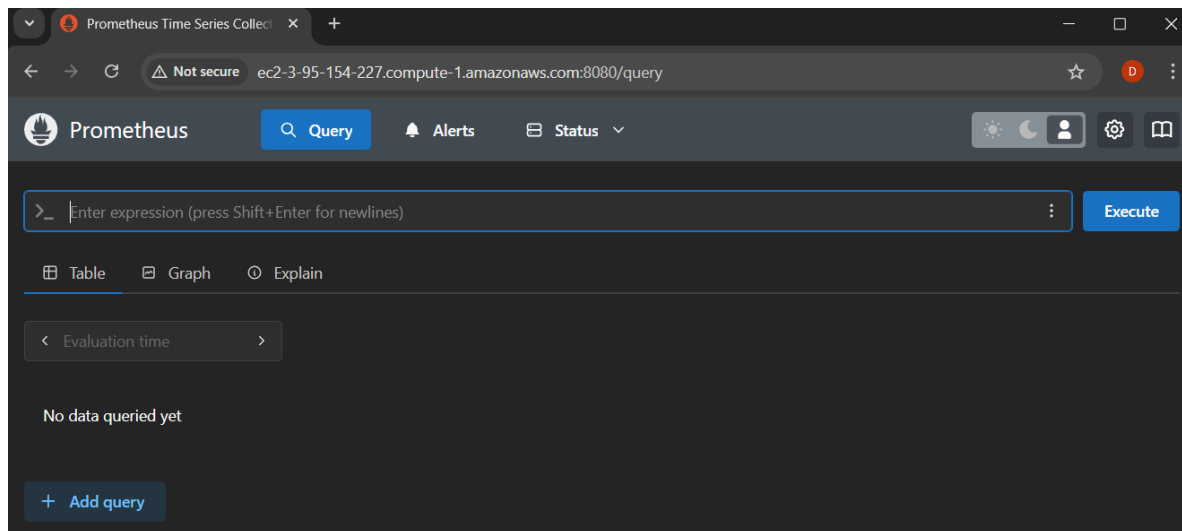 Prometheus Time Series Collect
Not secure ec2-3-95-154-227.compute-1.amazonaws.com:8080/query D
Prometheus Query Alerts Status
>_ Enter expression (press Shift+Enter for newlines) Execute
Table Graph Explain
Evaluation time
No data queried yet
+ Add query